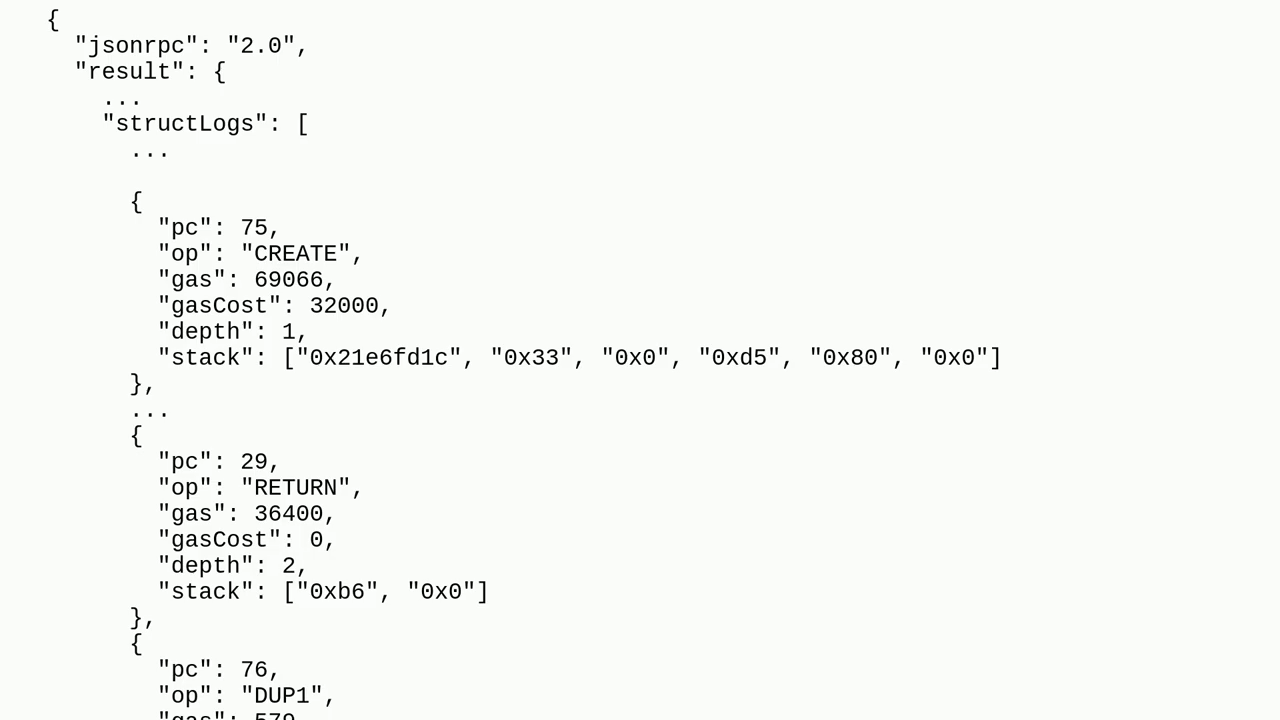 {
"jsonrpc": "2.0",
"result": {
...
"structLogs": [
...
{
"pc": 75,
"op": "CREATE",
"gas": 69066,
"gasCost": 32000,
"depth": 1,
"stack": ["0x21e6fd1c", "0x33", "0x0", "0xd5", "0x80", "0x0"]
},
...
{
"pc": 29,
"op": "RETURN",
"gas": 36400,
"gasCost": 0,
"depth": 2,
"stack": ["0xb6", "0x0"]
},
{
"pc": 76,
"op": "DUP1",
"gas": 579,